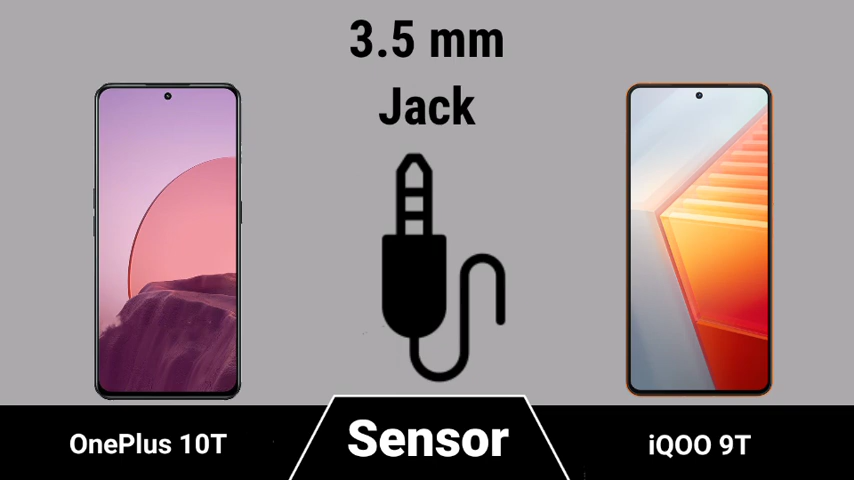 3.5 mm
Jack
OnePlus 10T
Sensor
iQOO 9T